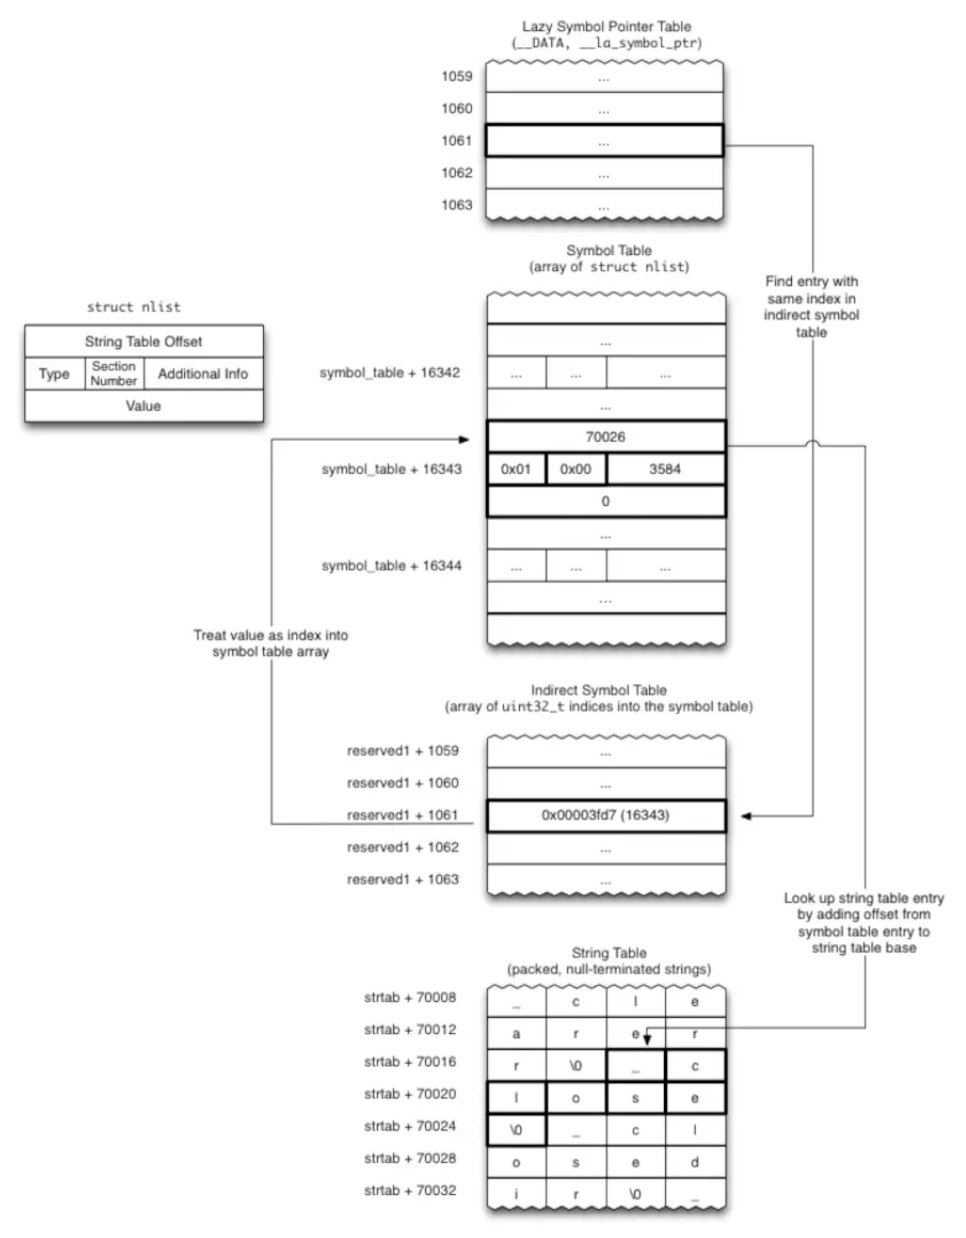 Lazy Symbol Pointer Table
(__DATA, __la_symbol_ptr)
1059 ...
1060 ...
1061 ...
1062 ...
1063 ...
Find entry with
same index in
indirect symbol
table
Symbol Table
(array of struct nlist)
struct nlist
String Table Offset
Type Section Number Additional Info
Value
...
symbol_table + 16342 ... ... ...
...
70026
symbol_table + 16343 0x01 0x00 3584
0
...
symbol_table + 16344 ... ... ...
...
Treat value as index into
symbol table array
Indirect Symbol Table
(array of uint32_t indices into the symbol table)
reserved1 + 1059 ...
reserved1 + 1060 ...
reserved1 + 1061 0x00003fd7 (16343)
reserved1 + 1062 ...
reserved1 + 1063 ...
Look up string table entry
by adding offset from
symbol table entry to
string table base
String Table
(packed, null-terminated strings)
strtab + 70008 _ c l e
strtab + 70012 a r e r
strtab + 70016 r \0 _ c
strtab + 70020 l o s e
strtab + 70024 \0 _ c l
strtab + 70028 o s e d
strtab + 70032 i r \0 _